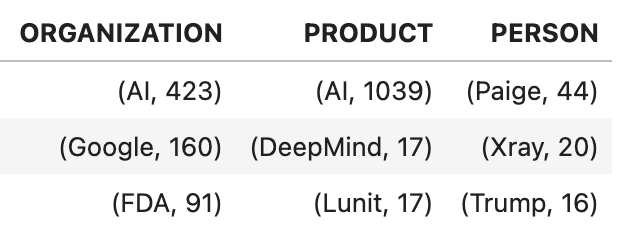 ORGANIZATION PRODUCT PERSON
(AI, 423) (AI, 1039) (Paige, 44)
(Google, 160) (DeepMind, 17) (Xray, 20)
(FDA, 91) (Lunit, 17) (Trump, 16)